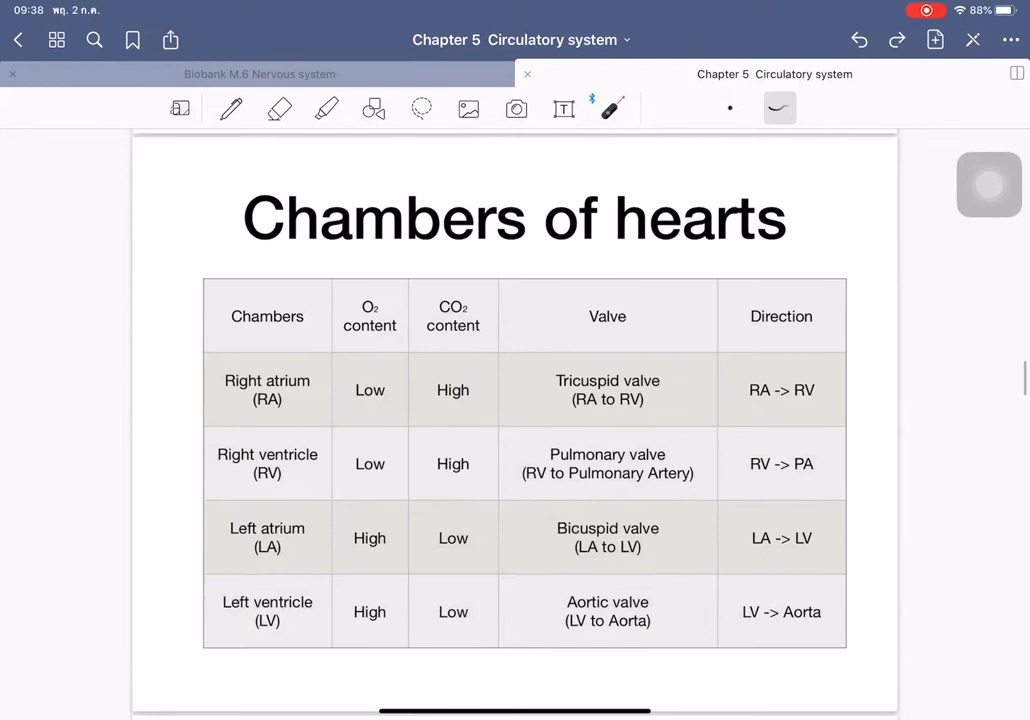 09:38 พฤ. 2 ก.ค.
88%
Chapter 5 Circulatory system
Biobank M.6 Nervous system
Chapter 5 Circulatory system
Chambers of hearts
Chambers
O₂
content
CO₂
content
Valve
Direction
Right atrium
(RA)
Low
High
Tricuspid valve
(RA to RV)
RA -> RV
Right ventricle
(RV)
Low
High
Pulmonary valve
(RV to Pulmonary Artery)
RV -> PA
Left atrium
(LA)
High
Low
Bicuspid valve
(LA to LV)
LA -> LV
Left ventricle
(LV)
High
Low
Aortic valve
(LV to Aorta)
LV -> Aorta